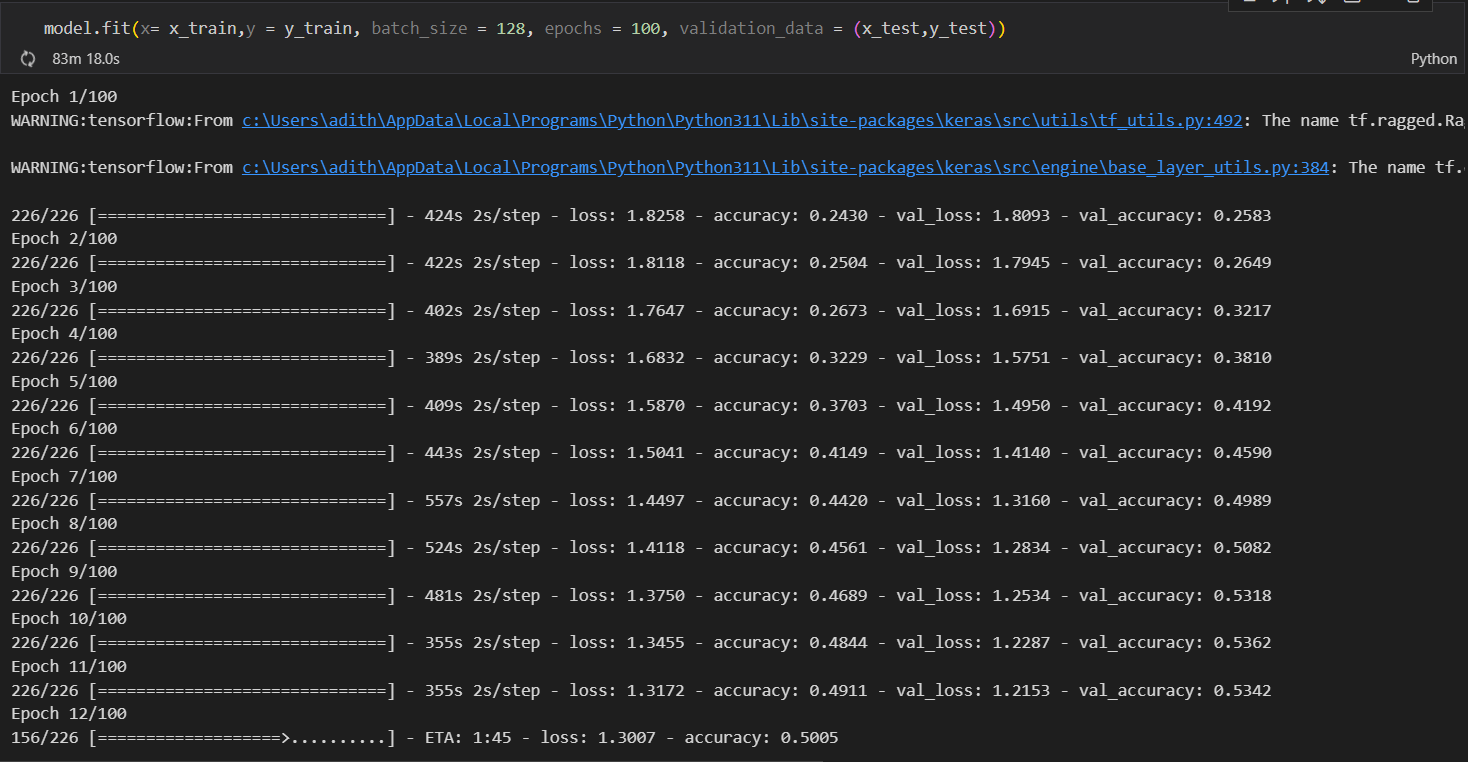 model.fit(x= x_train,y = y_train, batch_size = 128, epochs = 100, validation_data = (x_test,y_test))
83m 18.0s
Python
Epoch 1/100
WARNING:tensorflow:From c:\Users\adith\AppData\Local\Programs\Python\Python311\Lib\site-packages\keras\src\utils\tf_utils.py:492: The name tf.ragged.Ra
WARNING:tensorflow:From c:\Users\adith\AppData\Local\Programs\Python\Python311\Lib\site-packages\keras\src\engine\base_layer_utils.py:384: The name tf.
226/226 [==============================] - 424s 2s/step - loss: 1.8258 - accuracy: 0.2430 - val_loss: 1.8093 - val_accuracy: 0.2583
Epoch 2/100
226/226 [==============================] - 422s 2s/step - loss: 1.8118 - accuracy: 0.2504 - val_loss: 1.7945 - val_accuracy: 0.2649
Epoch 3/100
226/226 [==============================] - 402s 2s/step - loss: 1.7647 - accuracy: 0.2673 - val_loss: 1.6915 - val_accuracy: 0.3217
Epoch 4/100
226/226 [==============================] - 389s 2s/step - loss: 1.6832 - accuracy: 0.3229 - val_loss: 1.5751 - val_accuracy: 0.3810
Epoch 5/100
226/226 [==============================] - 409s 2s/step - loss: 1.5870 - accuracy: 0.3703 - val_loss: 1.4950 - val_accuracy: 0.4192
Epoch 6/100
226/226 [==============================] - 443s 2s/step - loss: 1.5041 - accuracy: 0.4149 - val_loss: 1.4140 - val_accuracy: 0.4590
Epoch 7/100
226/226 [==============================] - 557s 2s/step - loss: 1.4497 - accuracy: 0.4420 - val_loss: 1.3160 - val_accuracy: 0.4989
Epoch 8/100
226/226 [==============================] - 524s 2s/step - loss: 1.4118 - accuracy: 0.4561 - val_loss: 1.2834 - val_accuracy: 0.5082
Epoch 9/100
226/226 [==============================] - 481s 2s/step - loss: 1.3750 - accuracy: 0.4689 - val_loss: 1.2534 - val_accuracy: 0.5318
Epoch 10/100
226/226 [==============================] - 355s 2s/step - loss: 1.3455 - accuracy: 0.4844 - val_loss: 1.2287 - val_accuracy: 0.5362
Epoch 11/100
226/226 [==============================] - 355s 2s/step - loss: 1.3172 - accuracy: 0.4911 - val_loss: 1.2153 - val_accuracy: 0.5342
Epoch 12/100
156/226 [===================>..........] - ETA: 1:45 - loss: 1.3007 - accuracy: 0.5005